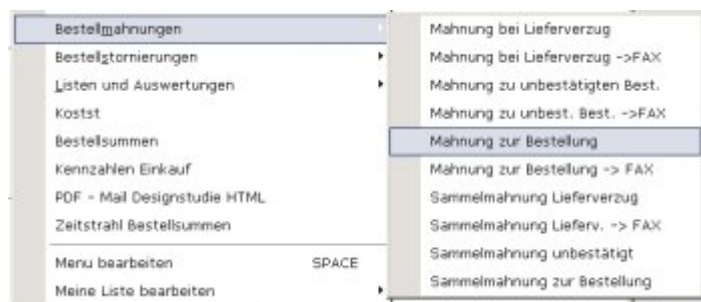 Bestellmahnungen
Bestellstornierungen
Listen und Auswertungen
Kostst
Bestellsummen
Kennzahlen Einkauf
PDF - Mail Designstudie HTML
Zeitstrahl Bestellsummen
Menu bearbeiten SPACE
Meine Liste bearbeiten
Mahnung bei Lieferverzug
Mahnung bei Lieferverzug ->FAX
Mahnung zu unbestätigten Best.
Mahnung zu unbest. Best. ->FAX
Mahnung zur Bestellung
Mahnung zur Bestellung -> FAX
Sammelmahnung Lieferverzug
Sammelmahnung Lieferv. -> FAX
Sammelmahnung unbestätigt
Sammelmahnung zur Bestellung